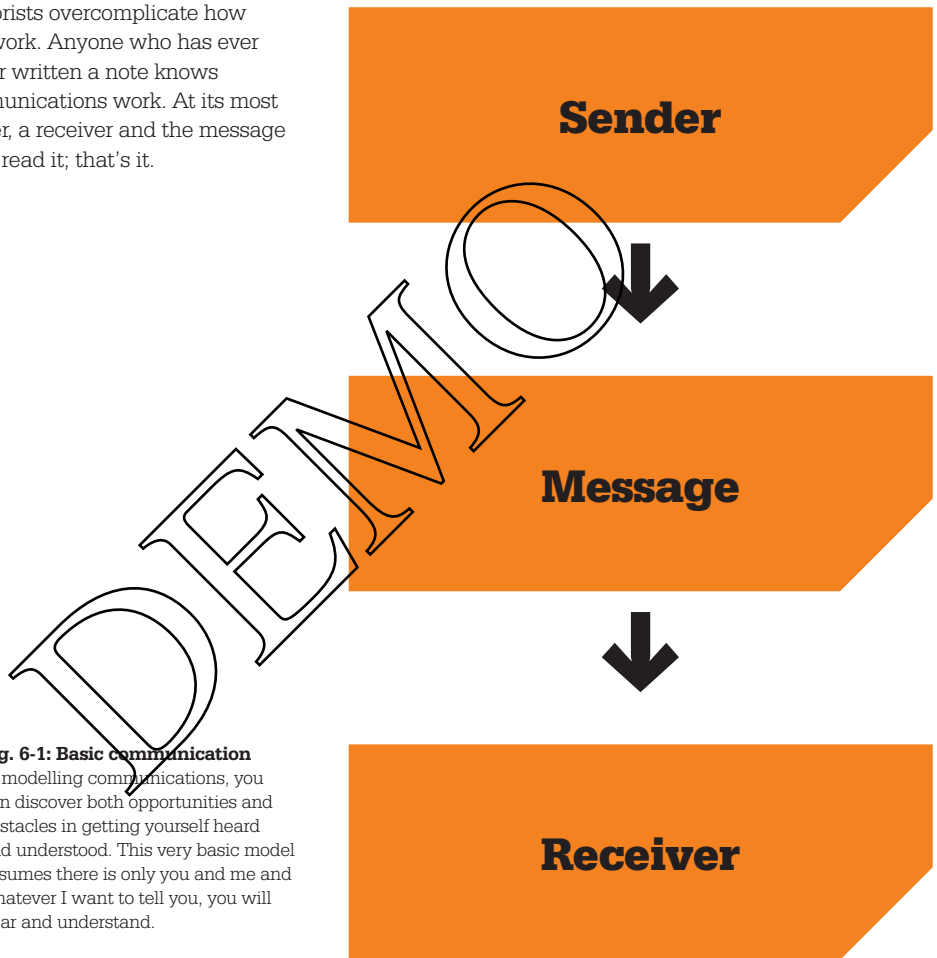 orists overcomplicate how
work. Anyone who has ever
r written a note knows
munications work. At its most
er, a receiver and the message
read it; that's it.
Sender
Message
Receiver
DEMO
g. 6-1: Basic communication
modelling communications, you
n discover both opportunities and
stacles in getting yourself heard
d understood. This very basic model
sumes there is only you and me and
hatever I want to tell you, you will
ar and understand.